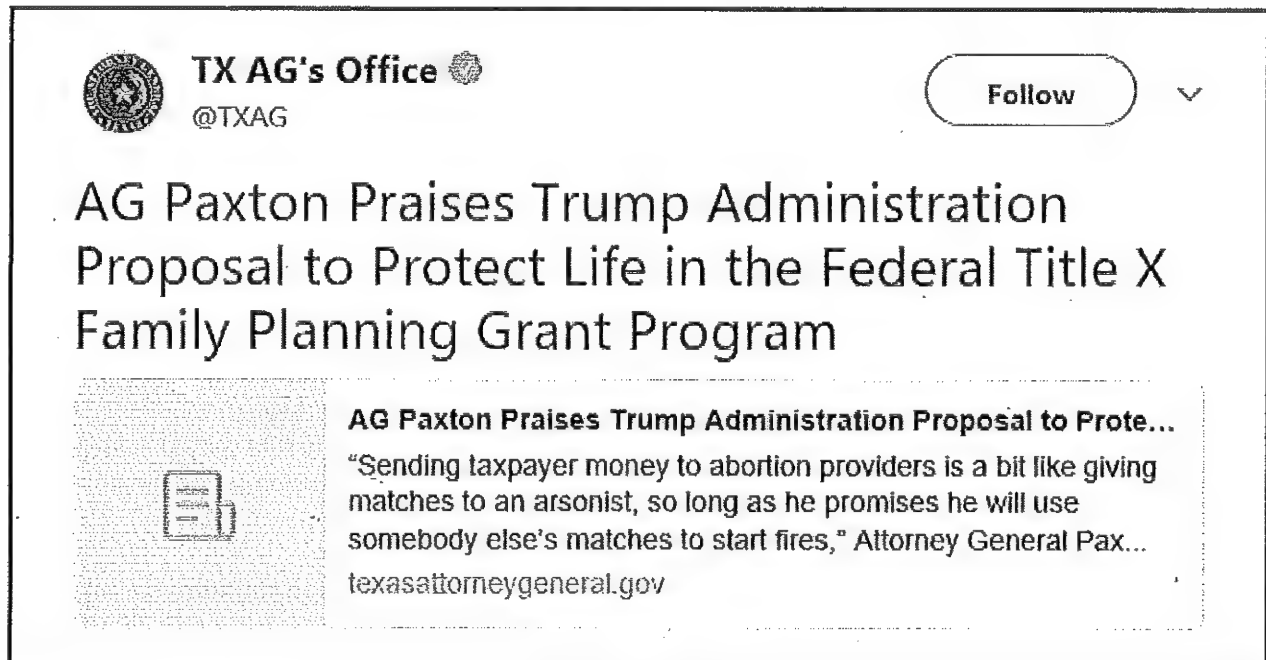 TX AG's Office
@TXAG
Follow
AG Paxton Praises Trump Administration
Proposal to Protect Life in the Federal Title X
Family Planning Grant Program
AG Paxton Praises Trump Administration Proposal to Prote...
“Sending taxpayer money to abortion providers is a bit like giving
matches to an arsonist, so long as he promises he will use
somebody else's matches to start fires,” Attorney General Pax...
texasattorneygeneral.gov